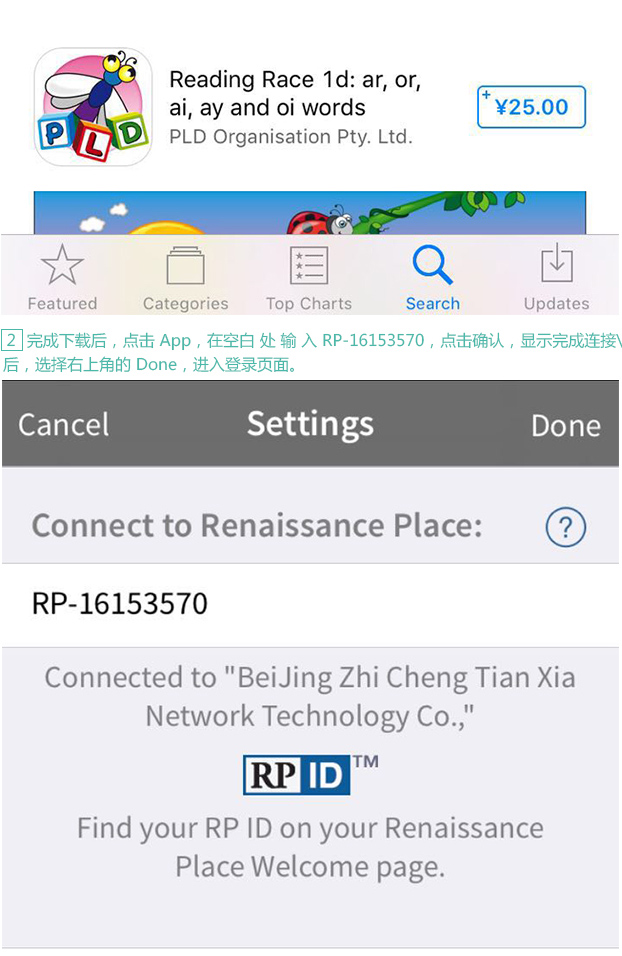 PLD
Reading Race 1d: ar, or,
ai, ay and oi words
PLD Organisation Pty. Ltd.
+ ¥25.00
Featured
Categories
Top Charts
Search
Updates
2 完成下载后，点击 App，在空白 处 输 入 RP-16153570，点击确认，显示完成连接
后，选择右上角的 Done，进入登录页面。
Cancel
Settings
Done
Connect to Renaissance Place:
?
RP-16153570
Connected to "BeiJing Zhi Cheng Tian Xia
Network Technology Co.,"
RP ID™
Find your RP ID on your Renaissance
Place Welcome page.